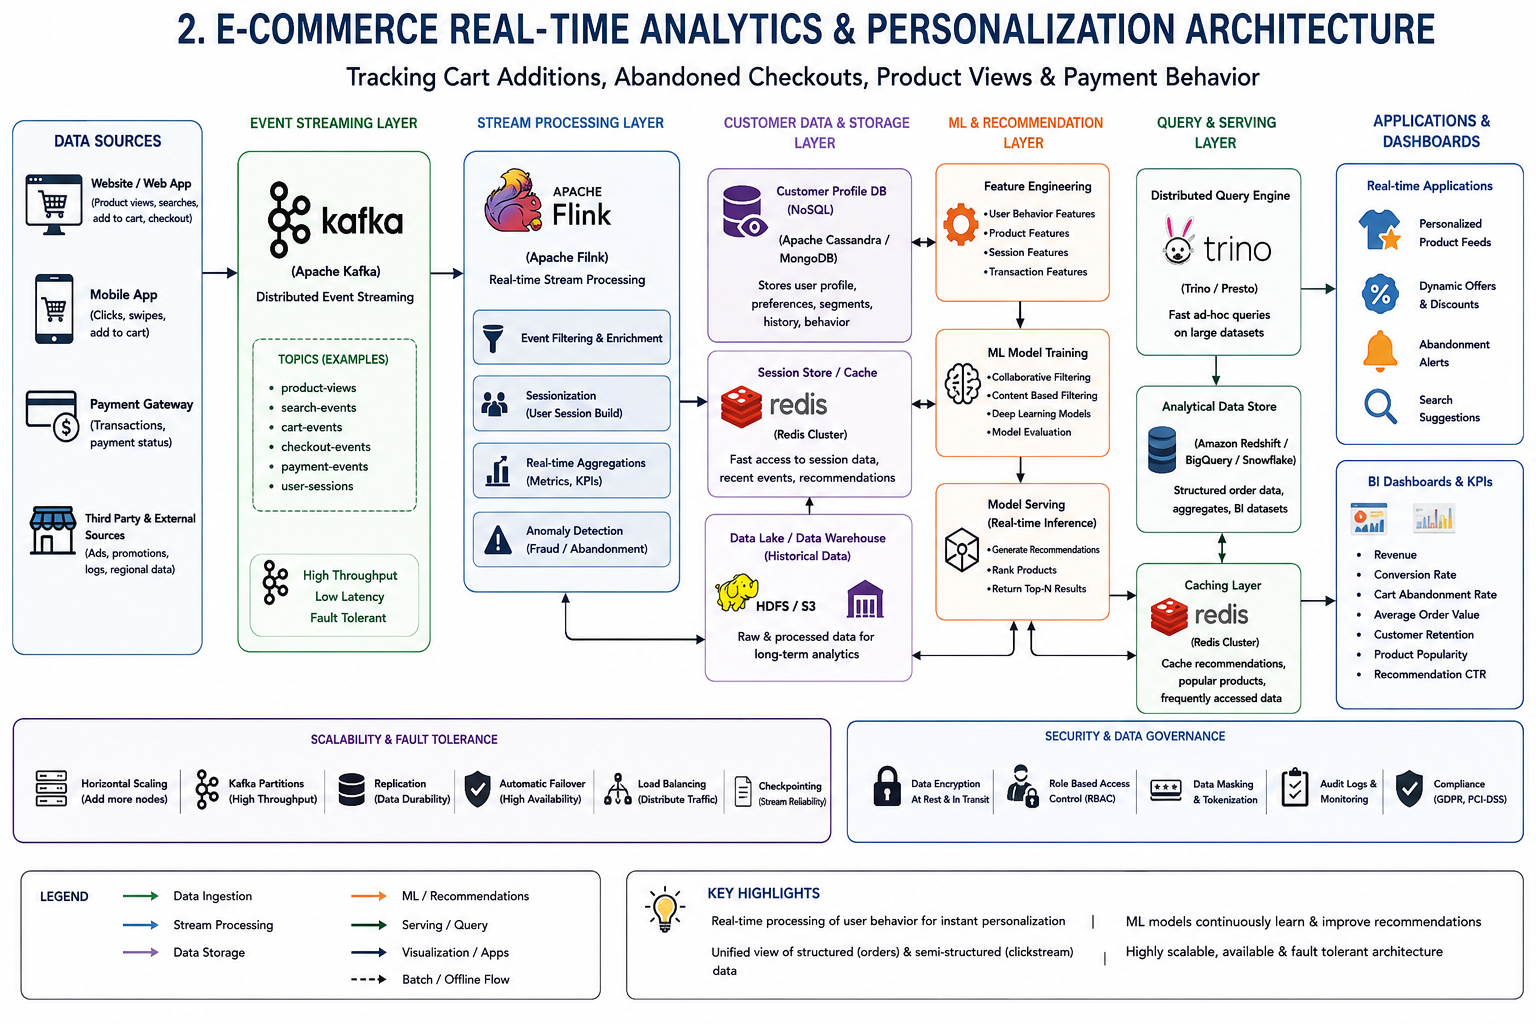 2. E-COMMERCE REAL-TIME ANALYTICS & PERSONALIZATION ARCHITECTURE
Tracking Cart Additions, Abandoned Checkouts, Product Views & Payment Behavior
DATA SOURCES
Website / Web App
(Product views, searches,
add to cart, checkout)
Mobile App
(Clicks, swipes,
add to cart)
Payment Gateway
(Transactions,
payment status)
$
Third Party & External
Sources
(Ads, promotions,
logs, regional data)
EVENT STREAMING LAYER
kafka
(Apache Kafka)
Distributed Event Streaming
TOPICS (EXAMPLES)
• product-views
• search-events
• cart-events
• checkout-events
• payment-events
• user-sessions
High Throughput
Low Latency
Fault Tolerant
STREAM PROCESSING LAYER
APACHE
Flink
(Apache Filnk)
Real-time Stream Processing
Event Filtering & Enrichment
Sessionization
(User Session Build)
Real-time Aggregations
(Metrics, KPIs)
Anomaly Detection
(Fraud / Abandonment)
CUSTOMER DATA & STORAGE
LAYER
Customer Profile DB
(NoSQL)
(Apache Cassandra /
MongoDB)
Stores user profile,
preferences, segments,
history, behavior
Session Store / Cache
redis
(Redis Cluster)
Fast access to session data,
recent events, recommendations
Data Lake / Data Warehouse
(Historical Data)
HDFS / S3
Raw & processed data for
long-term analytics
ML & RECOMMENDATION
LAYER
Feature Engineering
• User Behavior Features
• Product Features
• Session Features
• Transaction Features
ML Model Training
• Collaborative Filtering
• Content Based Filtering
• Deep Learning Models
• Model Evaluation
Model Serving
(Real-time Inference)
• Generate Recommendations
• Rank Products
• Return Top-N Results
QUERY & SERVING
LAYER
Distributed Query Engine
trino
(Trino / Presto)
Fast ad-hoc queries
on large datasets
Analytical Data Store
(Amazon Redshift /
BigQuery / Snowflake)
Structured order data,
aggregates, BI datasets
Caching Layer
redis
(Redis Cluster)
Cache recommendations,
popular products,
frequently accessed data
APPLICATIONS &
DASHBOARDS
Real-time Applications
Personalized
Product Feeds
%
Dynamic Offers
& Discounts
Abandonment
Alerts
Search
Suggestions
BI Dashboards & KPIs
• Revenue
• Conversion Rate
• Cart Abandonment Rate
• Average Order Value
• Customer Retention
• Product Popularity
• Recommendation CTR
SCALABILITY & FAULT TOLERANCE
Horizontal Scaling
(Add more nodes)
Kafka Partitions
(High Throughput)
Replication
(Data Durability)
Automatic Failover
(High Availability)
Load Balancing
(Distribute Traffic)
Checkpointing
(Stream Reliability)
SECURITY & DATA GOVERNANCE
Data Encryption
At Rest & In Transit
Role Based Access
Control (RBAC)
Data Masking
& Tokenization
Audit Logs &
Monitoring
Compliance
(GDPR, PCI-DSS)
LEGEND
Data Ingestion
Stream Processing
Data Storage
ML / Recommendations
Serving / Query
Visualization / Apps
Batch / Offline Flow
KEY HIGHLIGHTS
Real-time processing of user behavior for instant personalization
Unified view of structured (orders) & semi-structured (clickstream)
data
ML models continuously learn & improve recommendations
Highly scalable, available & fault tolerant architecture